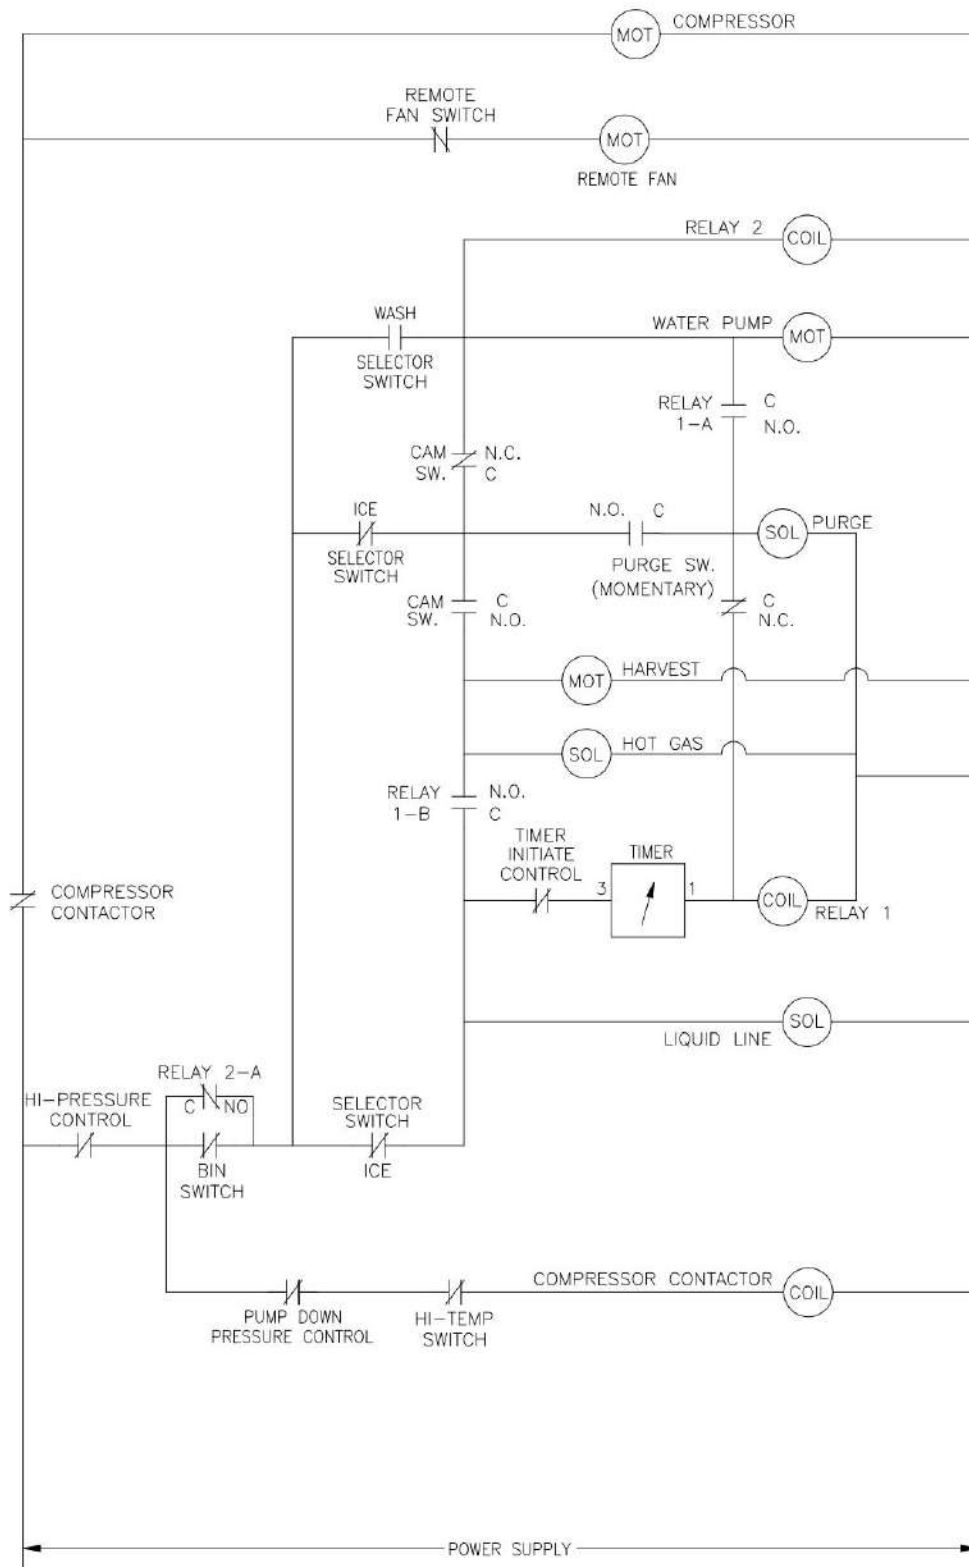 COMPRESSOR
MOT
REMOTE
FAN SWITCH
MOT
REMOTE FAN
RELAY 2
COIL
WASH
SELECTOR
SWITCH
WATER PUMP
MOT
RELAY
1-A
C
N.O.
CAM
SW.
N.C.
C
ICE
SELECTOR
SWITCH
N.O. C
PURGE SW.
(MOMENTARY)
SOL
PURGE
CAM
SW.
C
N.O.
C
N.C.
MOT
HARVEST
SOL
HOT GAS
RELAY
1-B
N.O.
C
TIMER
INITIATE
CONTROL
TIMER
3
1
COIL
RELAY 1
COMPRESSOR
CONTACTOR
SOL
LIQUID LINE
RELAY 2-A
C NO
HI-PRESSURE
CONTROL
BIN
SWITCH
SELECTOR
SWITCH
ICE
PUMP DOWN
PRESSURE CONTROL
HI-TEMP
SWITCH
COMPRESSOR CONTACTOR
COIL
POWER SUPPLY